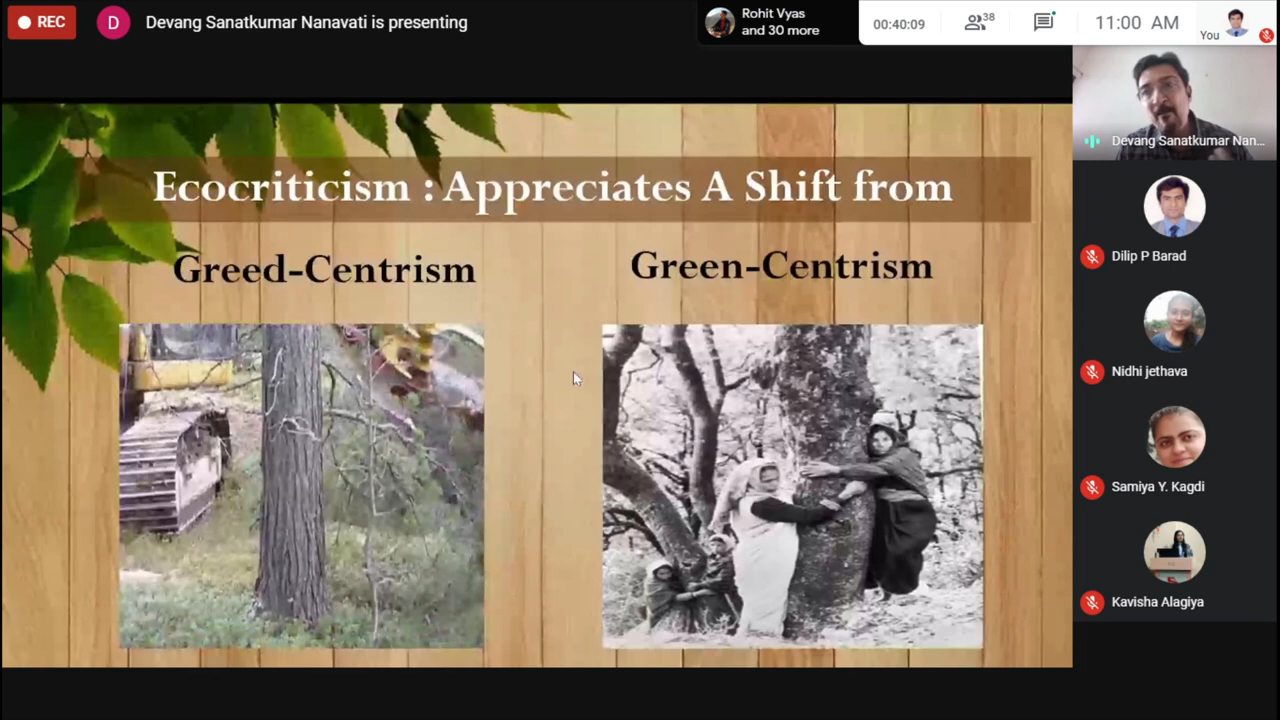 REC
D
Devang Sanatkumar Nanavati is presenting
Rohit Vyas
and 30 more
00:40:09
38
11:00 AM
You
Devang Sanatkumar Nan...
Ecocriticism : Appreciates A Shift from
Greed-Centrism
Green-Centrism
Dilip P Barad
Nidhi jethava
Samiya Y. Kagdi
Kavisha Alagiya